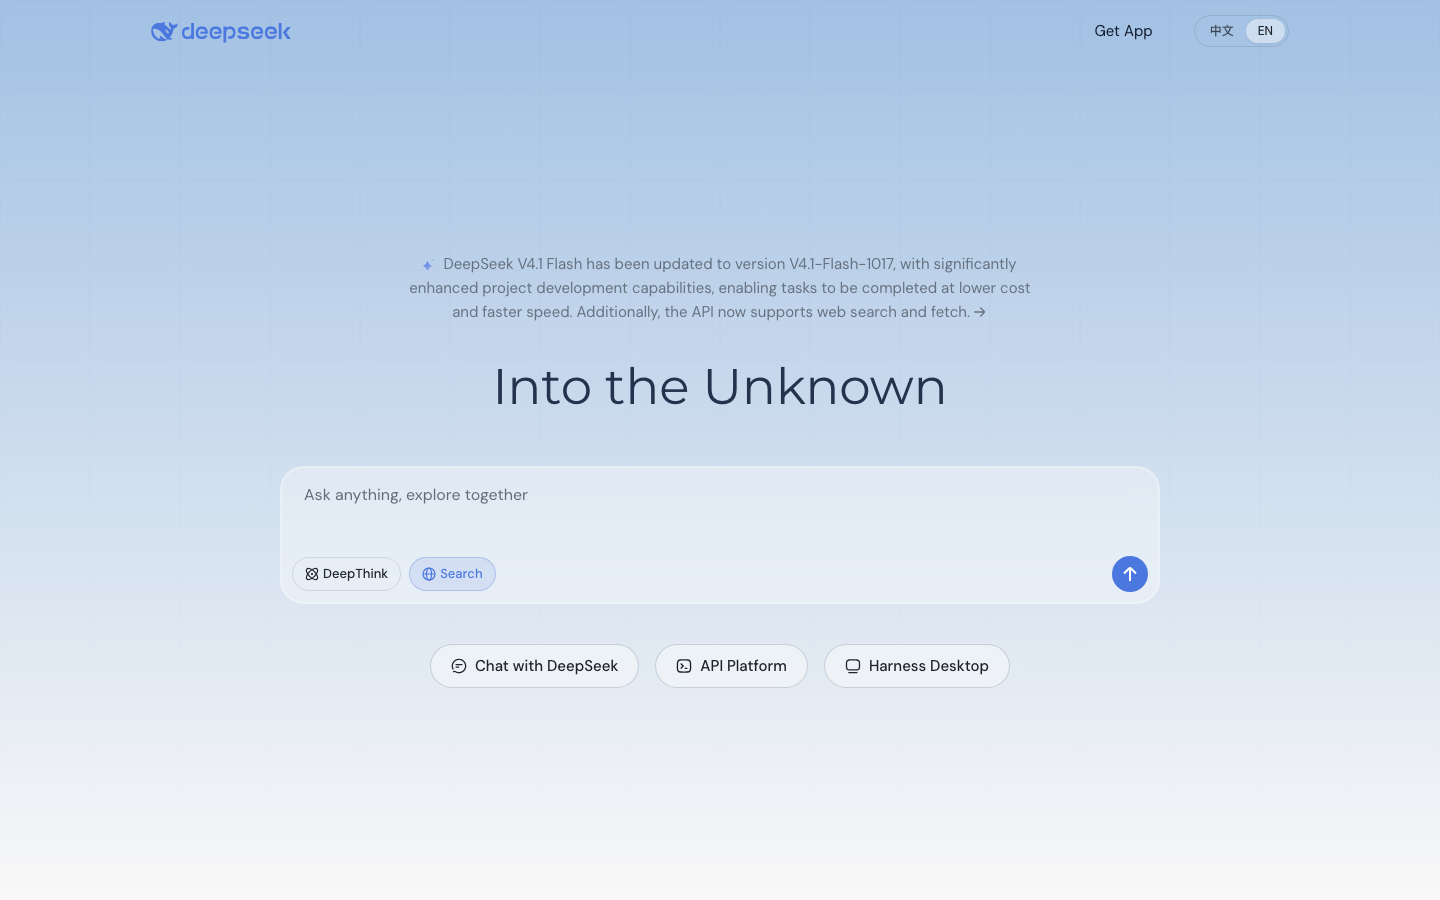 deepseek
Get App
中文
EN
DeepSeek V4.1 Flash has been updated to version V4.1-Flash-1017, with significantly
enhanced project development capabilities, enabling tasks to be completed at lower cost
and faster speed. Additionally, the API now supports web search and fetch. →
Into the Unknown
Ask anything, explore together
DeepThink
Search
Chat with DeepSeek
API Platform
Harness Desktop